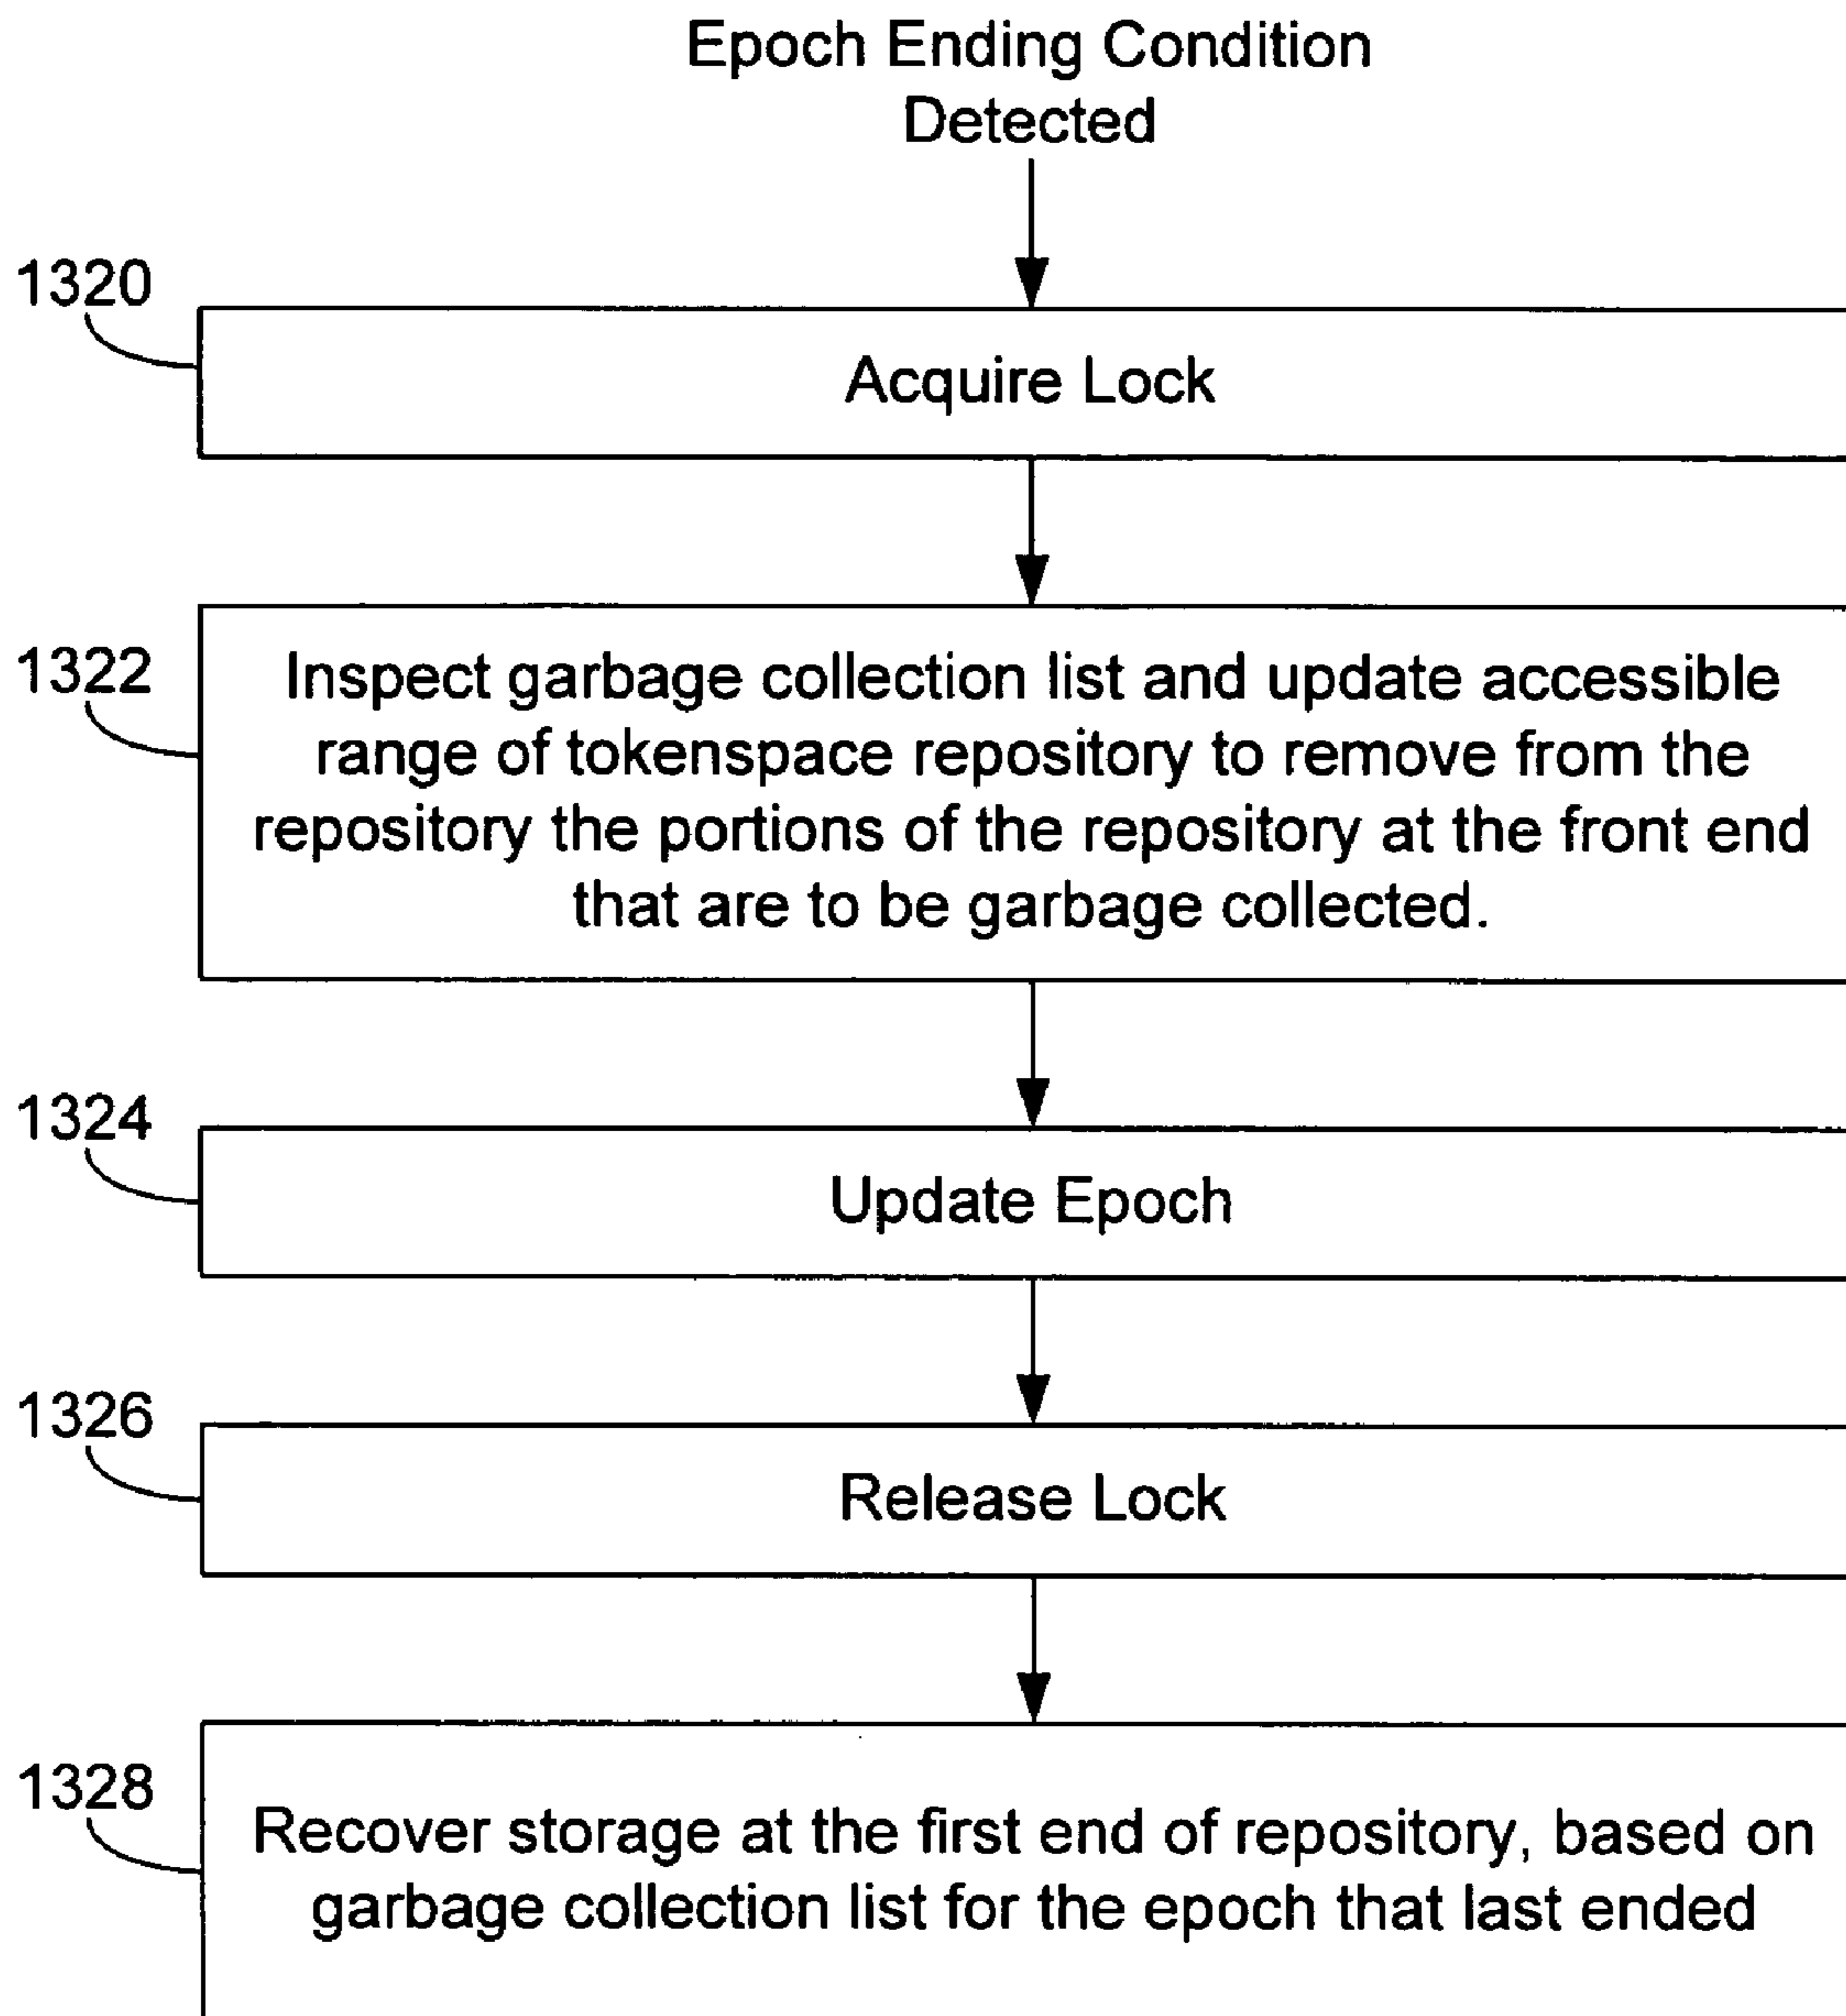 Epoch Ending Condition
Detected
1320
Acquire Lock
1322
Inspect garbage collection list and update accessible
range of tokenspace repository to remove from the
repository the portions of the repository at the front end
that are to be garbage collected.
1324
Update Epoch
1326
Release Lock
1328
Recover storage at the first end of repository, based on
garbage collection list for the epoch that last ended